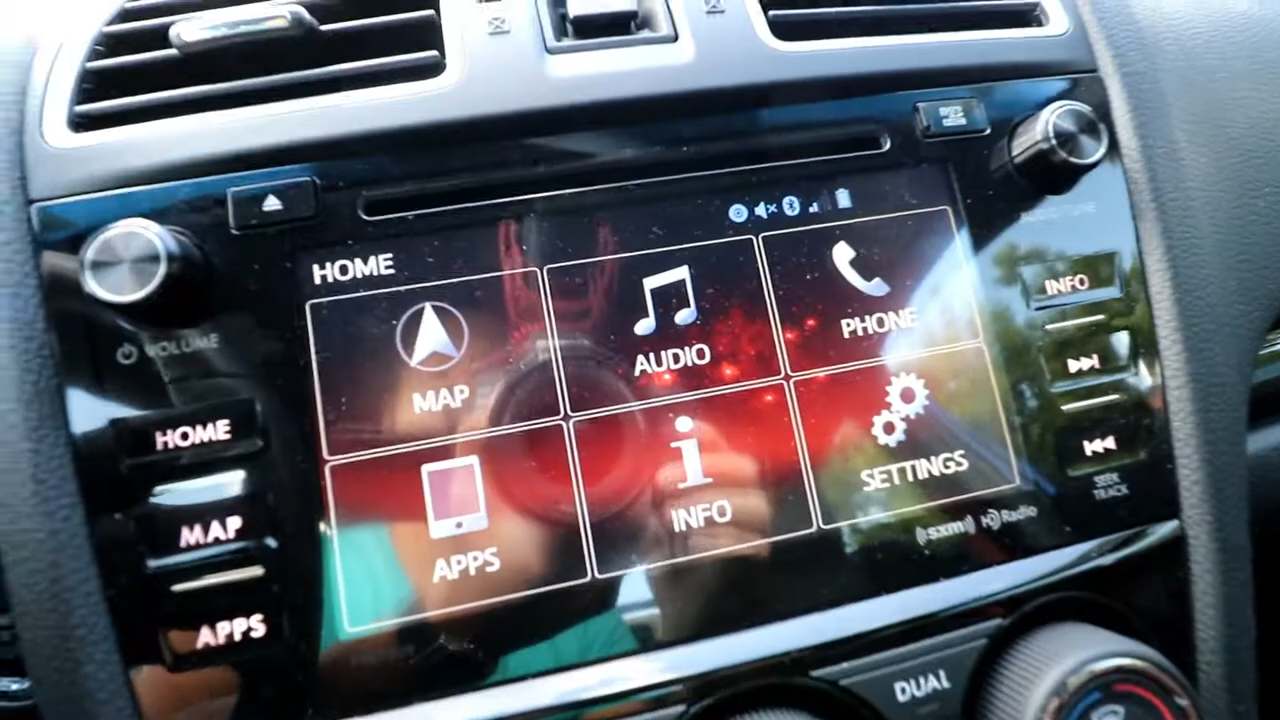 HOME
MAP
AUDIO
PHONE
APPS
INFO
SETTINGS
VOLUME
HOME
MAP
APPS
INFO
SEEK
TRACK
((sxm)) HD Radio
DUAL